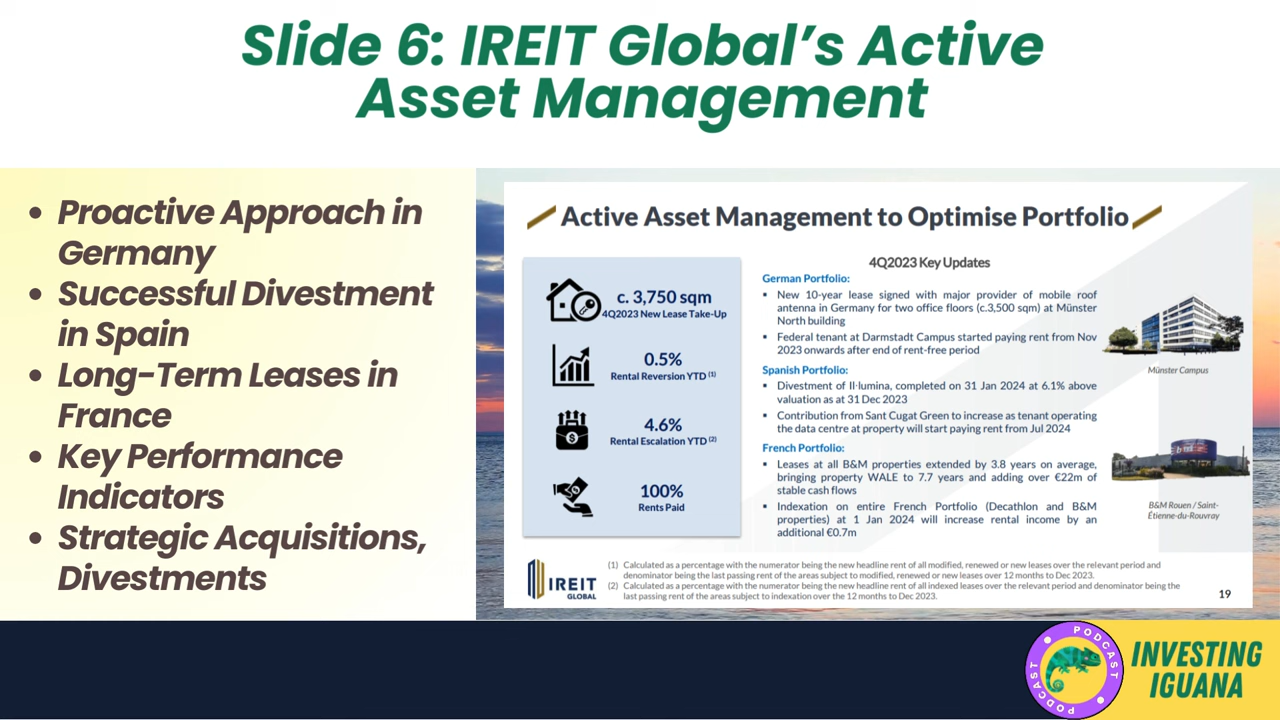 Slide 6: IREIT Global's Active
Asset Management
• Proactive Approach in
Germany
• Successful Divestment
in Spain
• Long-Term Leases in
France
• Key Performance
Indicators
• Strategic Acquisitions,
Divestments
Active Asset Management to Optimise Portfolio
c. 3,750 sqm
4Q2023 New Lease Take-Up
0.5%
Rental Reversion YTD (1)
4.6%
Rental Escalation YTD (2)
100%
Rents Paid
4Q2023 Key Updates
German Portfolio:
▪ New 10-year lease signed with major provider of mobile roof
antenna in Germany for two office floors (c.3,500 sqm) at Münster
North building
▪ Federal tenant at Darmstadt Campus started paying rent from Nov
2023 onwards after end of rent-free period
Spanish Portfolio:
▪ Divestment of Il·lumina, completed on 31 Jan 2024 at 6.1% above
valuation as at 31 Dec 2023
▪ Contribution from Sant Cugat Green to increase as tenant operating
the data centre at property will start paying rent from Jul 2024
French Portfolio:
▪ Leases at all B&M properties extended by 3.8 years on average,
bringing property WALE to 7.7 years and adding over €22m of
stable cash flows
▪ Indexation on entire French Portfolio (Decathlon and B&M
properties) at 1 Jan 2024 will increase rental income by an
additional €0.7m
Münster Campus
B&M Rouen / Saint-
Étienne-du-Rouvray
IREIT
GLOBAL
(1) Calculated as a percentage with the numerator being the new headline rent of all modified, renewed or new leases over the relevant period and
denominator being the last passing rent of the areas subject to modified, renewed or new leases over 12 months to Dec 2023.
(2) Calculated as a percentage with the numerator being the new headline rent of all indexed leases over the relevant period and denominator being the
last passing rent of the areas subject to indexation over the 12 months to Dec 2023.
19
PODCAST
PODCAST
INVESTING
IGUANA